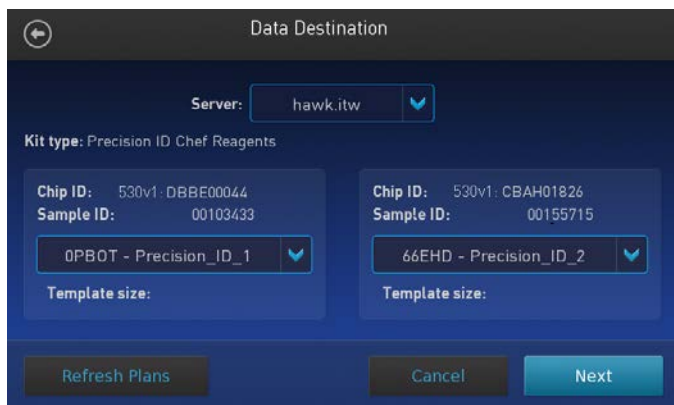 Data Destination
Server: hawk.itw
Kit type: Precision ID Chef Reagents
Chip ID: 530v1:DBBE00044
Sample ID: 00103433
0PB0T - Precision_ID_1
Template size:
Chip ID: 530v1:CBAH01826
Sample ID: 00155715
66EHD - Precision_ID_2
Template size:
Refresh Plans
Cancel
Next